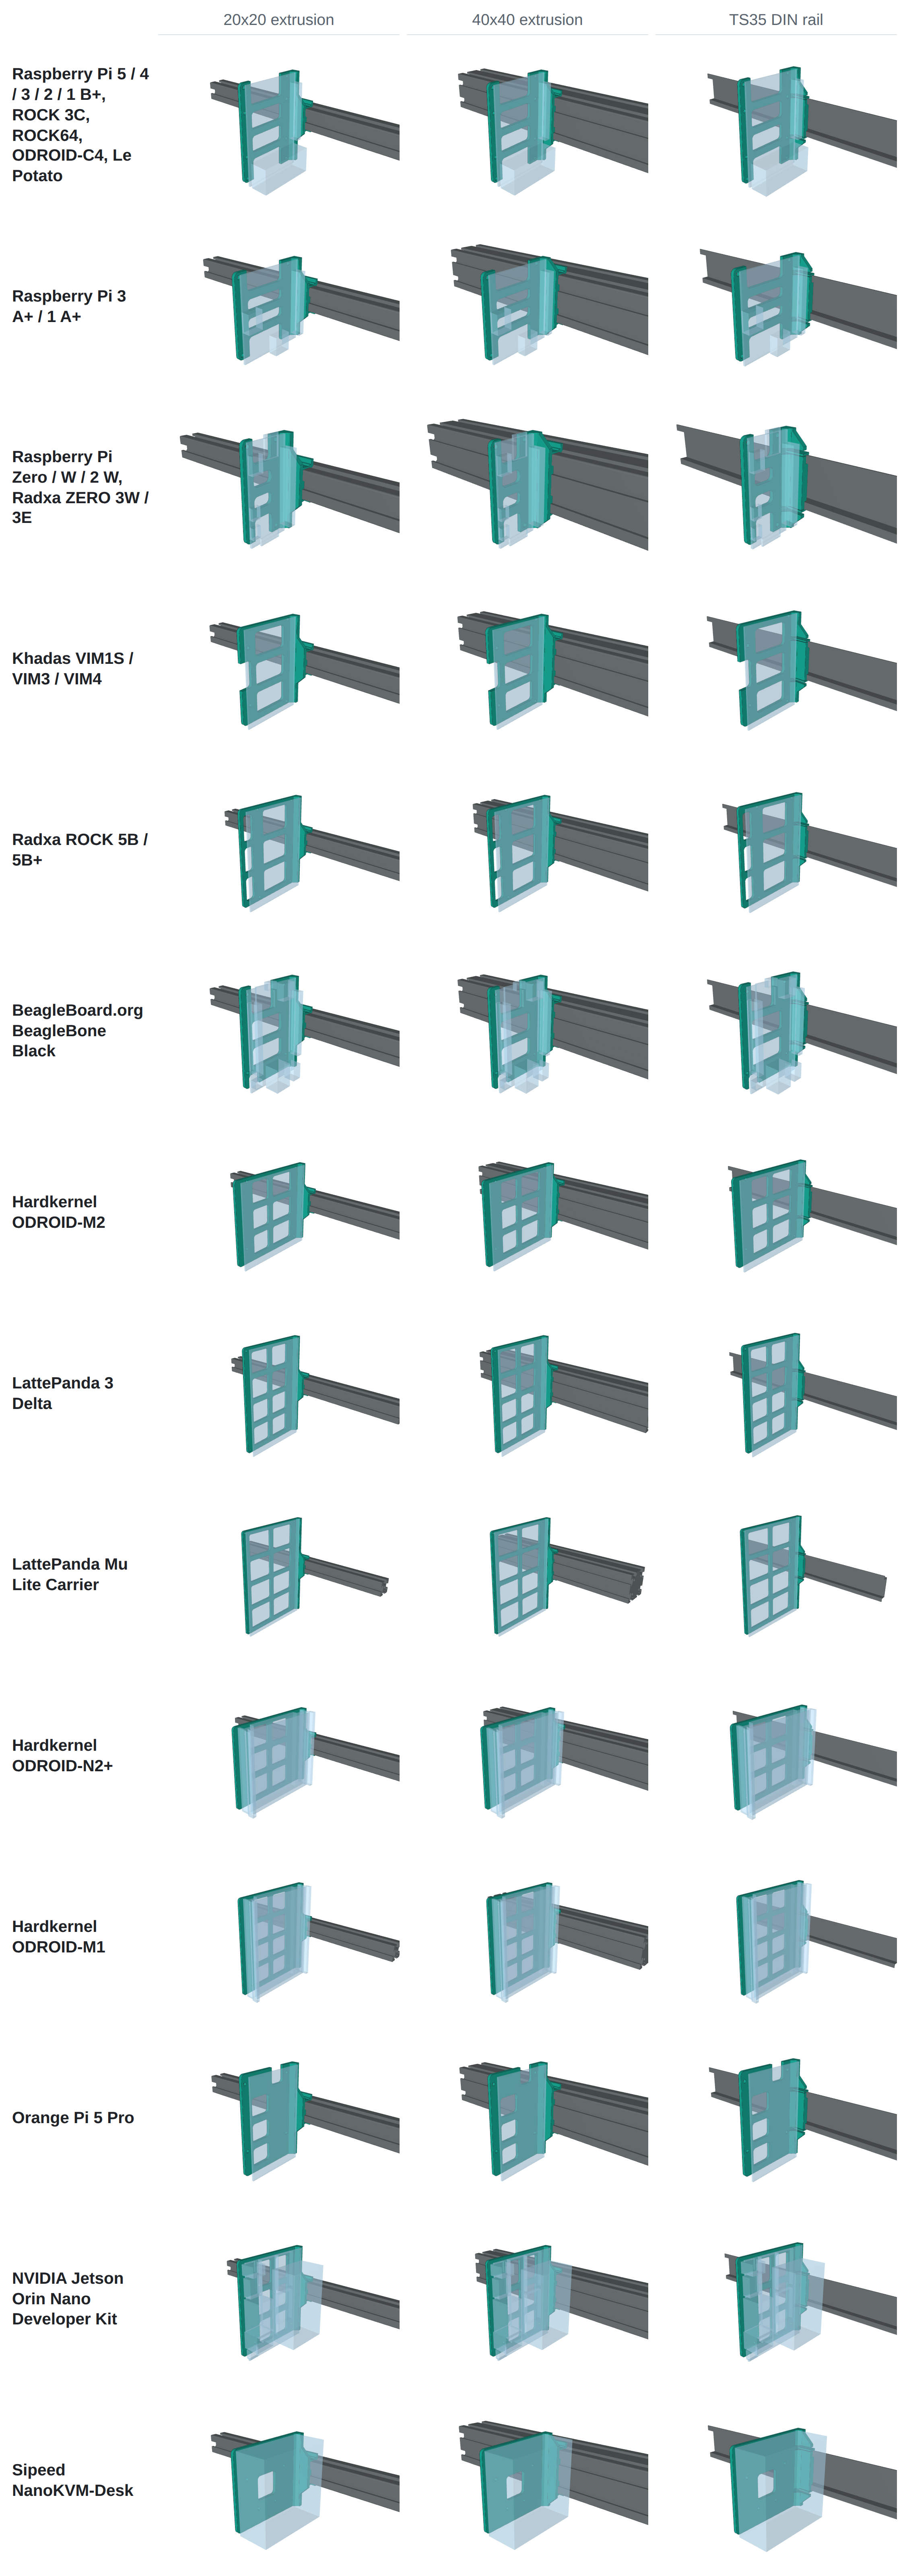 20x20 extrusion
40x40 extrusion
TS35 DIN rail
Raspberry Pi 5 / 4
/ 3 / 2 / 1 B+,
ROCK 3C,
ROCK64,
ODROID-C4, Le
Potato
Raspberry Pi 3
A+ / 1 A+
Raspberry Pi
Zero / W / 2 W,
Radxa ZERO 3W /
3E
Khadas VIM1S /
VIM3 / VIM4
Radxa ROCK 5B /
5B+
BeagleBoard.org
BeagleBone
Black
Hardkernel
ODROID-M2
LattePanda 3
Delta
LattePanda Mu
Lite Carrier
Hardkernel
ODROID-N2+
Hardkernel
ODROID-M1
Orange Pi 5 Pro
NVIDIA Jetson
Orin Nano
Developer Kit
Sipeed
NanoKVM-Desk